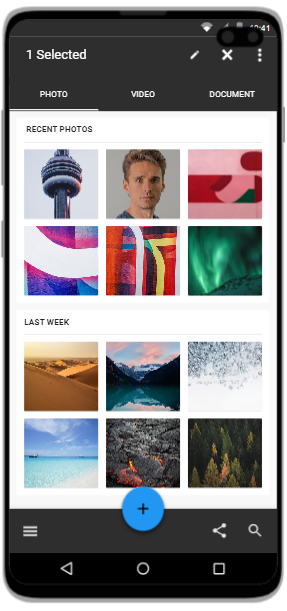 1 Selected
PHOTO VIDEO DOCUMENT
RECENT PHOTOS
LAST WEEK